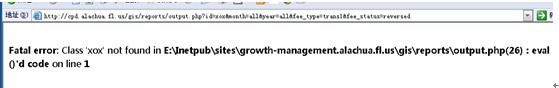 地址(D) http://cpd.alachua.fl.us/gis/reports/output.php?id=xox&month=all&year=all&fee_type=trans1&fee_status=reversed
Fatal error: Class 'xox' not found in E:\Inetpub\sites\growth-management.alachua.fl.us\gis\reports\output.php(26) : eval
()'d code on line 1